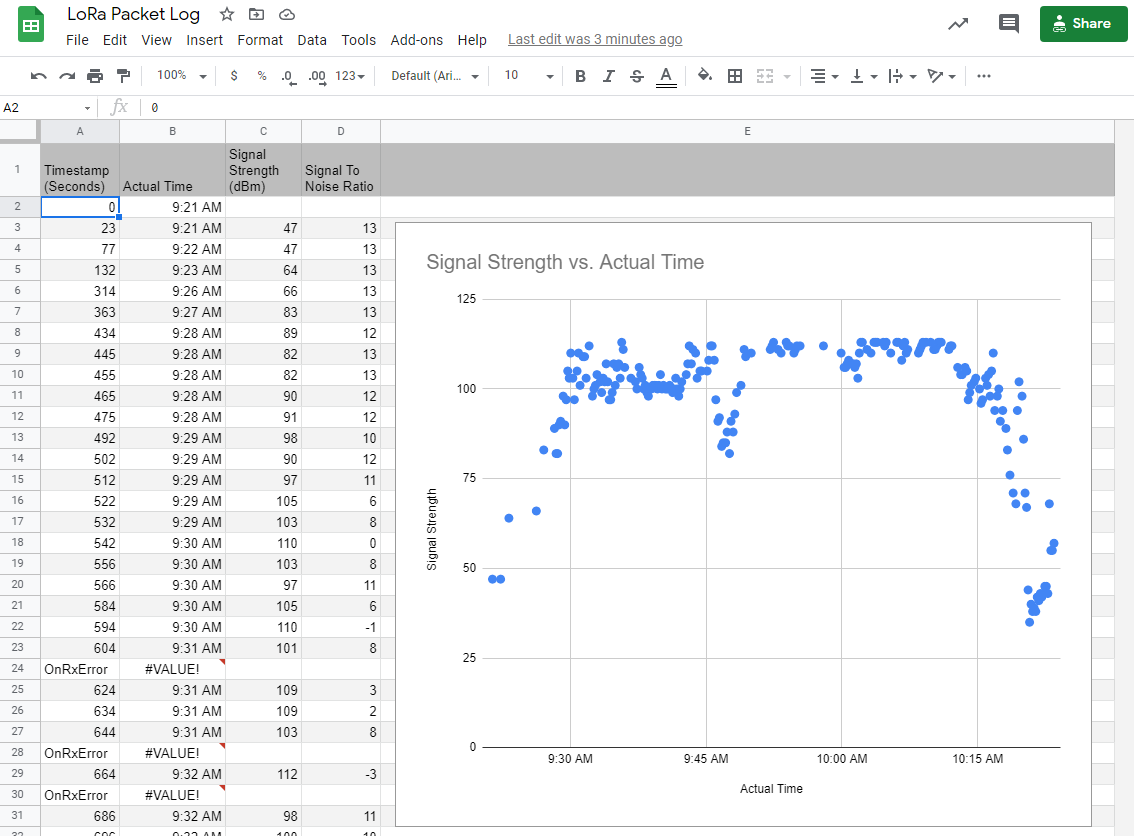 LoRa Packet Log
File Edit View Insert Format Data Tools Add-ons Help Last edit was 3 minutes ago
Share
100% $ % .0 .00 123 Default (Ari... 10 B I S A
A2 fx 0
A B C D E
1 Timestamp (Seconds) Actual Time Signal Strength (dBm) Signal To Noise Ratio
2 0 9:21 AM
3 23 9:21 AM 47 13
4 77 9:22 AM 47 13
5 132 9:23 AM 64 13
6 314 9:26 AM 66 13
7 363 9:27 AM 83 13
8 434 9:28 AM 89 12
9 445 9:28 AM 82 13
10 455 9:28 AM 82 13
11 465 9:28 AM 90 12
12 475 9:28 AM 91 12
13 492 9:29 AM 98 10
14 502 9:29 AM 90 12
15 512 9:29 AM 97 11
16 522 9:29 AM 105 6
17 532 9:29 AM 103 8
18 542 9:30 AM 110 0
19 556 9:30 AM 103 8
20 566 9:30 AM 97 11
21 584 9:30 AM 105 6
22 594 9:30 AM 110 -1
23 604 9:31 AM 101 8
24 OnRxError #VALUE!
25 624 9:31 AM 109 3
26 634 9:31 AM 109 2
27 644 9:31 AM 103 8
28 OnRxError #VALUE!
29 664 9:32 AM 112 -3
30 OnRxError #VALUE!
31 686 9:32 AM 98 11
Signal Strength vs. Actual Time
125
100
75
50
25
0
Signal Strength
9:30 AM 9:45 AM 10:00 AM 10:15 AM
Actual Time